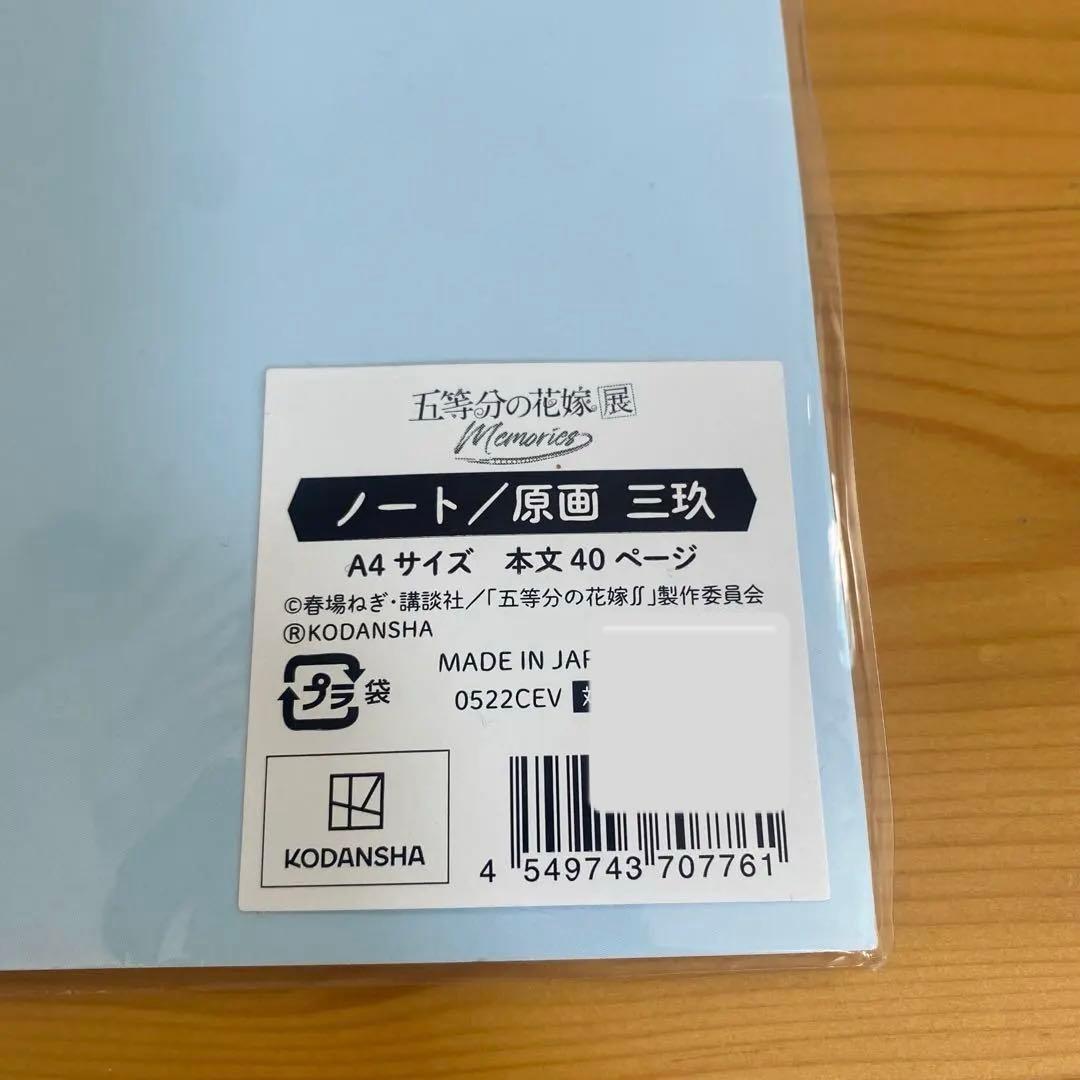 五等分の花嫁展
Memories
ノート／原画 三玖
A4サイズ 本文40ページ
©春場ねぎ・講談社／「五等分の花嫁∬」製作委員会
®KODANSHA
MADE IN
プラ 袋
0522CEV
KODANSHA
4 549743 707761